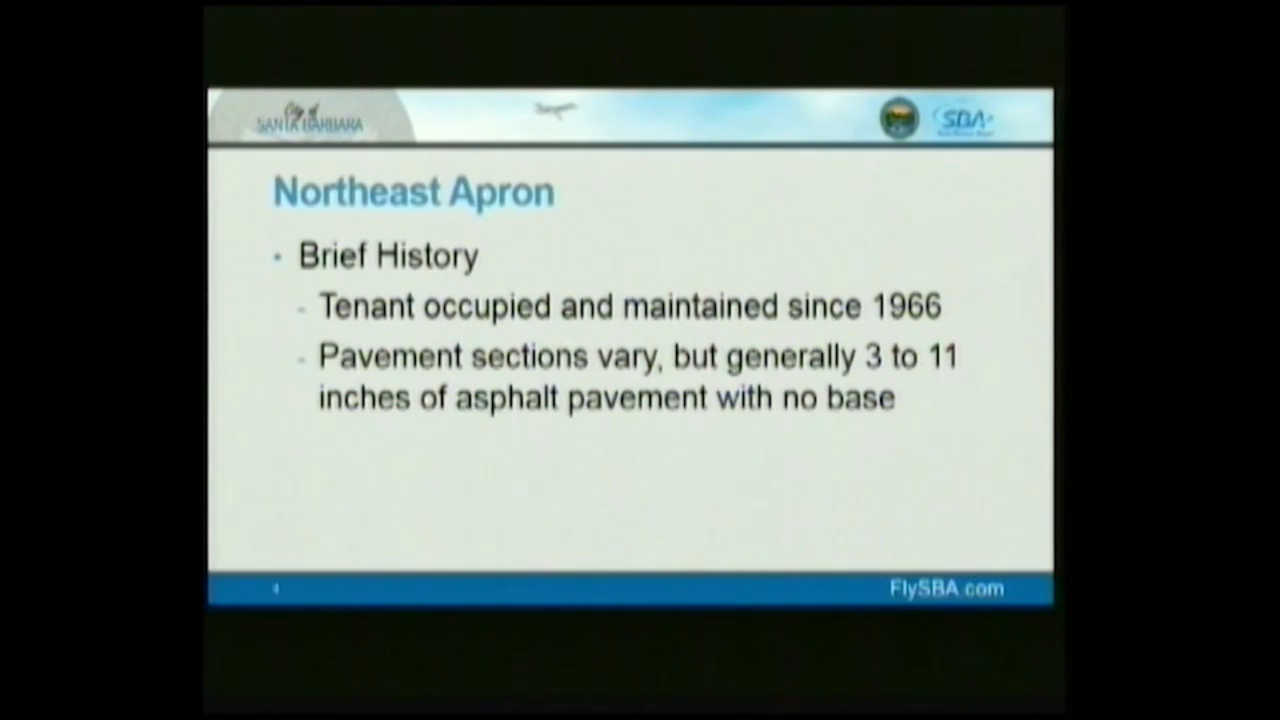 City of
SANTA BARBARA
SBA
Northeast Apron
• Brief History
- Tenant occupied and maintained since 1966
- Pavement sections vary, but generally 3 to 11
inches of asphalt pavement with no base
4
FlySBA.com